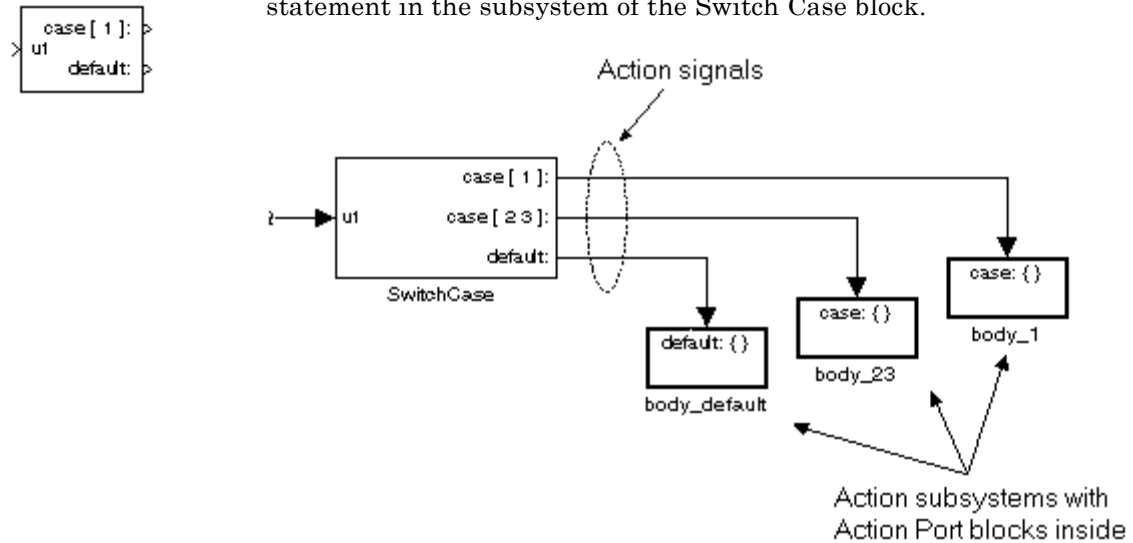 statement in the subsystem of the Switch Case block.
case [ 1 ]:
u1
default:
Action signals
case [ 1 ]:
u1
case [ 2 3 ]:
default:
SwitchCase
case: { }
body_1
case: { }
body_23
default: { }
body_default
Action subsystems with
Action Port blocks inside